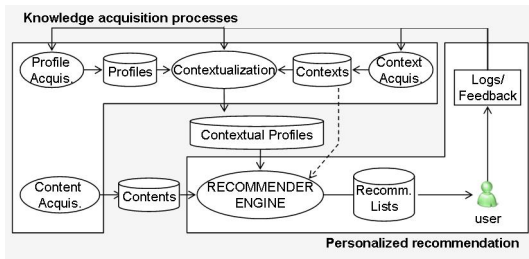 Knowledge acquisition processes
Profile
Acquis.
Profiles
Contextualization
Contexts
Context
Acquis.
Logs/
Feedback
Contextual Profiles
Content
Acquis.
Contents
RECOMMENDER
ENGINE
Recomm.
Lists
user
Personalized recommendation